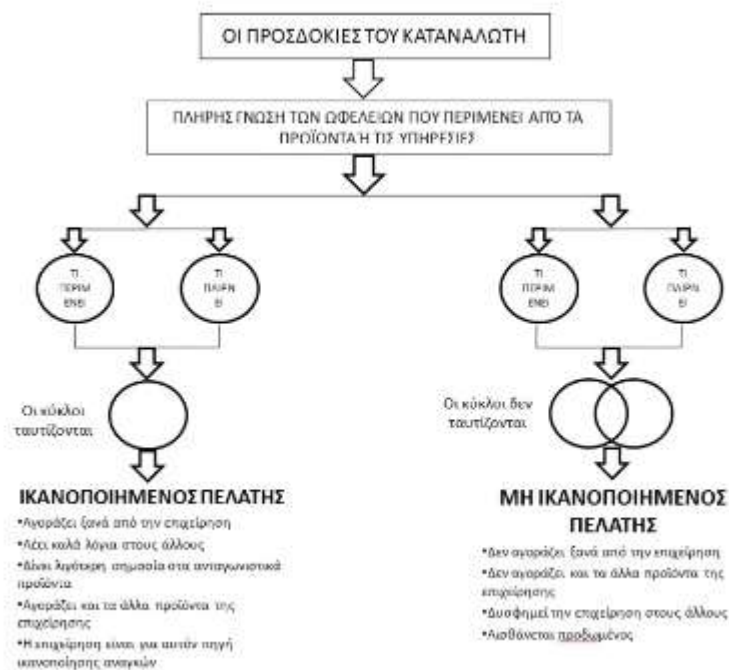 ΟΙ ΠΡΟΣΔΟΚΙΕΣ ΤΟΥ ΚΑΤΑΝΑΛΩΤΗ
ΠΛΗΡΗΣ ΓΝΩΣΗ ΤΩΝ ΩΦΕΛΕΙΩΝ ΠΟΥ ΠΕΡΙΜΕΝΕΙ ΑΠΌ ΤΑ
ΠΡΟΪΟΝΤΑ Ή ΤΙΣ ΥΠΗΡΕΣΙΕΣ
ΤΙ
ΠΕΡΙΜ
ΕΝΕΙ
ΤΙ
ΠΑΙΡΝ
ΕΙ
ΤΙ
ΠΕΡΙΜ
ΕΝΕΙ
ΤΙ
ΠΑΙΡΝ
ΕΙ
Οι κύκλοι
ταυτίζονται
Οι κύκλοι δεν
ταυτίζονται
ΙΚΑΝΟΠΟΙΗΜΕΝΟΣ ΠΕΛΑΤΗΣ
•Αγοράζει ξανά από την επιχείρηση
•Λέει καλά λόγια στους άλλους
•Δίνει λιγότερη σημασία στα ανταγωνιστικά
προϊόντα
•Αγοράζει και τα άλλα προϊόντα της
επιχείρησης
•Η επιχείρηση είναι για αυτόν πηγή
ικανοποίησης αναγκών
ΜΗ ΙΚΑΝΟΠΟΙΗΜΕΝΟΣ
ΠΕΛΑΤΗΣ
•Δεν αγοράζει ξανά από την επιχείρηση
•Δεν αγοράζει και τα άλλα προϊόντα της
επιχείρησης
•Δυσφημεί την επιχείρηση στους άλλους
•Αισθάνεται προδωμένος